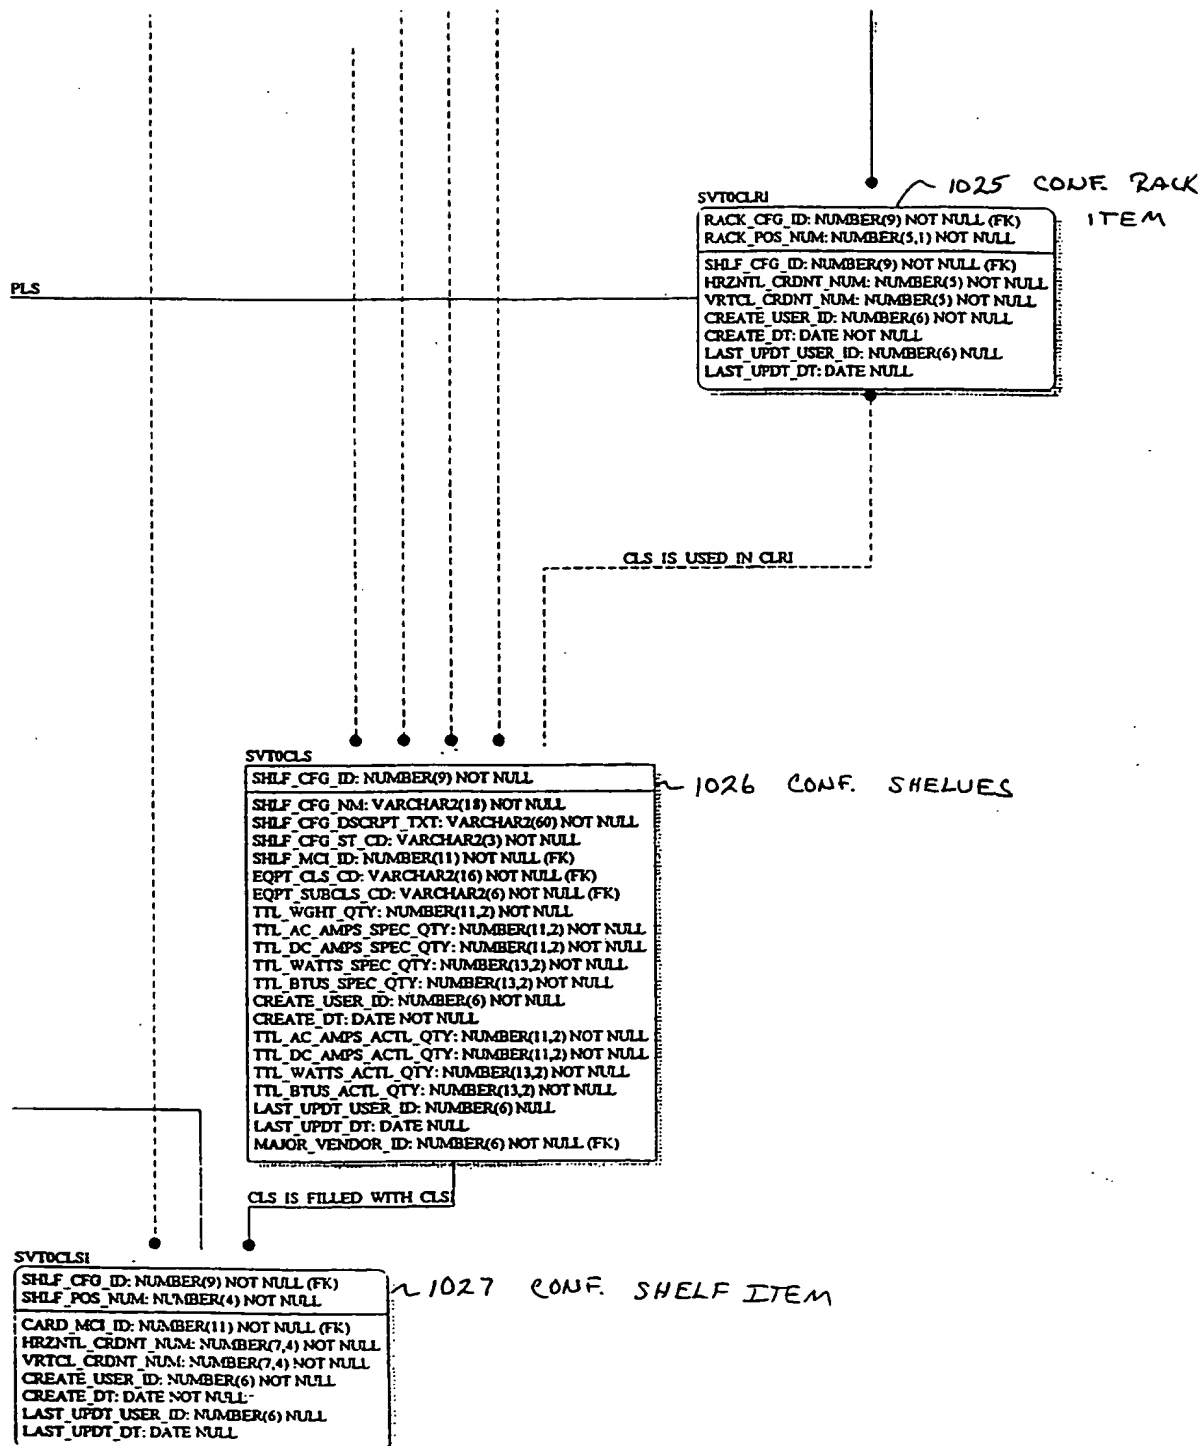 SVT0CLRI
1025 CONF. RACK
ITEM
RACK_CFG_ID: NUMBER(9) NOT NULL (FK)
RACK_POS_NUM: NUMBER(5,1) NOT NULL
SHLF_CFG_ID: NUMBER(9) NOT NULL (FK)
HRZNTL_CRDNT_NUM: NUMBER(5) NOT NULL
VRTCL_CRDNT_NUM: NUMBER(5) NOT NULL
CREATE_USER_ID: NUMBER(6) NOT NULL
CREATE_DT: DATE NOT NULL
LAST_UPDT_USER_ID: NUMBER(6) NULL
LAST_UPDT_DT: DATE NULL
PLS
CLS IS USED IN CLRI
SVT0CLS
SHLF_CFG_ID: NUMBER(9) NOT NULL
1026 CONF. SHELVES
SHLF_CFG_NM: VARCHAR2(18) NOT NULL
SHLF_CFG_DSCRPT_TXT: VARCHAR2(60) NOT NULL
SHLF_CFG_ST_CD: VARCHAR2(3) NOT NULL
SHLF_MCI_ID: NUMBER(11) NOT NULL (FK)
EQPT_CLS_CD: VARCHAR2(16) NOT NULL (FK)
EQPT_SUBCLS_CD: VARCHAR2(6) NOT NULL (FK)
TTL_WGHT_QTY: NUMBER(11,2) NOT NULL
TTL_AC_AMPS_SPEC_QTY: NUMBER(11,2) NOT NULL
TTL_DC_AMPS_SPEC_QTY: NUMBER(11,2) NOT NULL
TTL_WATTS_SPEC_QTY: NUMBER(13,2) NOT NULL
TTL_BTUS_SPEC_QTY: NUMBER(13,2) NOT NULL
CREATE_USER_ID: NUMBER(6) NOT NULL
CREATE_DT: DATE NOT NULL
TTL_AC_AMPS_ACTL_QTY: NUMBER(11,2) NOT NULL
TTL_DC_AMPS_ACTL_QTY: NUMBER(11,2) NOT NULL
TTL_WATTS_ACTL_QTY: NUMBER(13,2) NOT NULL
TTL_BTUS_ACTL_QTY: NUMBER(13,2) NOT NULL
LAST_UPDT_USER_ID: NUMBER(6) NULL
LAST_UPDT_DT: DATE NULL
MAJOR_VENDOR_ID: NUMBER(6) NOT NULL (FK)
CLS IS FILLED WITH CLSI
SVT0CLSI
SHLF_CFG_ID: NUMBER(9) NOT NULL (FK)
SHLF_POS_NUM: NUMBER(4) NOT NULL
1027 CONF. SHELF ITEM
CARD_MCI_ID: NUMBER(11) NOT NULL (FK)
HRZNTL_CRDNT_NUM: NUMBER(7,4) NOT NULL
VRTCL_CRDNT_NUM: NUMBER(7,4) NOT NULL
CREATE_USER_ID: NUMBER(6) NOT NULL
CREATE_DT: DATE NOT NULL
LAST_UPDT_USER_ID: NUMBER(6) NULL
LAST_UPDT_DT: DATE NULL